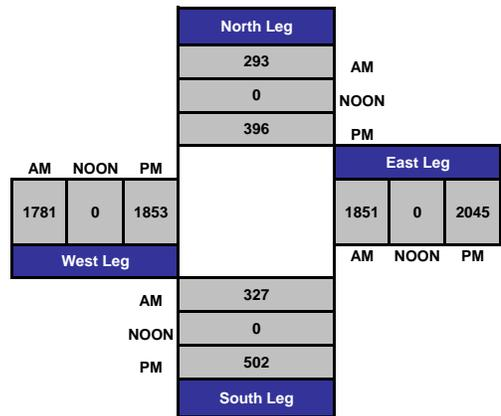 North Leg
293 AM
0 NOON
396 PM
AM NOON PM
East Leg
1781 0 1853
1851 0 2045
West Leg
AM NOON PM
AM 327
NOON 0
PM 502
South Leg